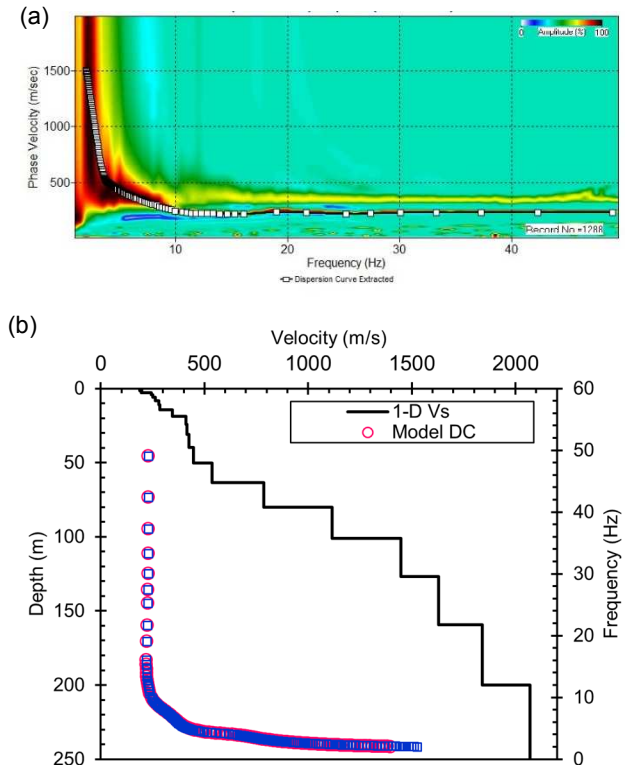 (a)
0 Amplitude (%) 100
1500
1000
500
Phase Velocity (m/sec)
10 20 30 40
Frequency (Hz)
Dispersion Curve Extracted
Record No.=1288
(b)
Velocity (m/s)
0 500 1000 1500 2000
0
50
100
150
200
250
Depth (m)
1-D Vs
Model DC
60
50
40
30
20
10
0
Frequency (Hz)